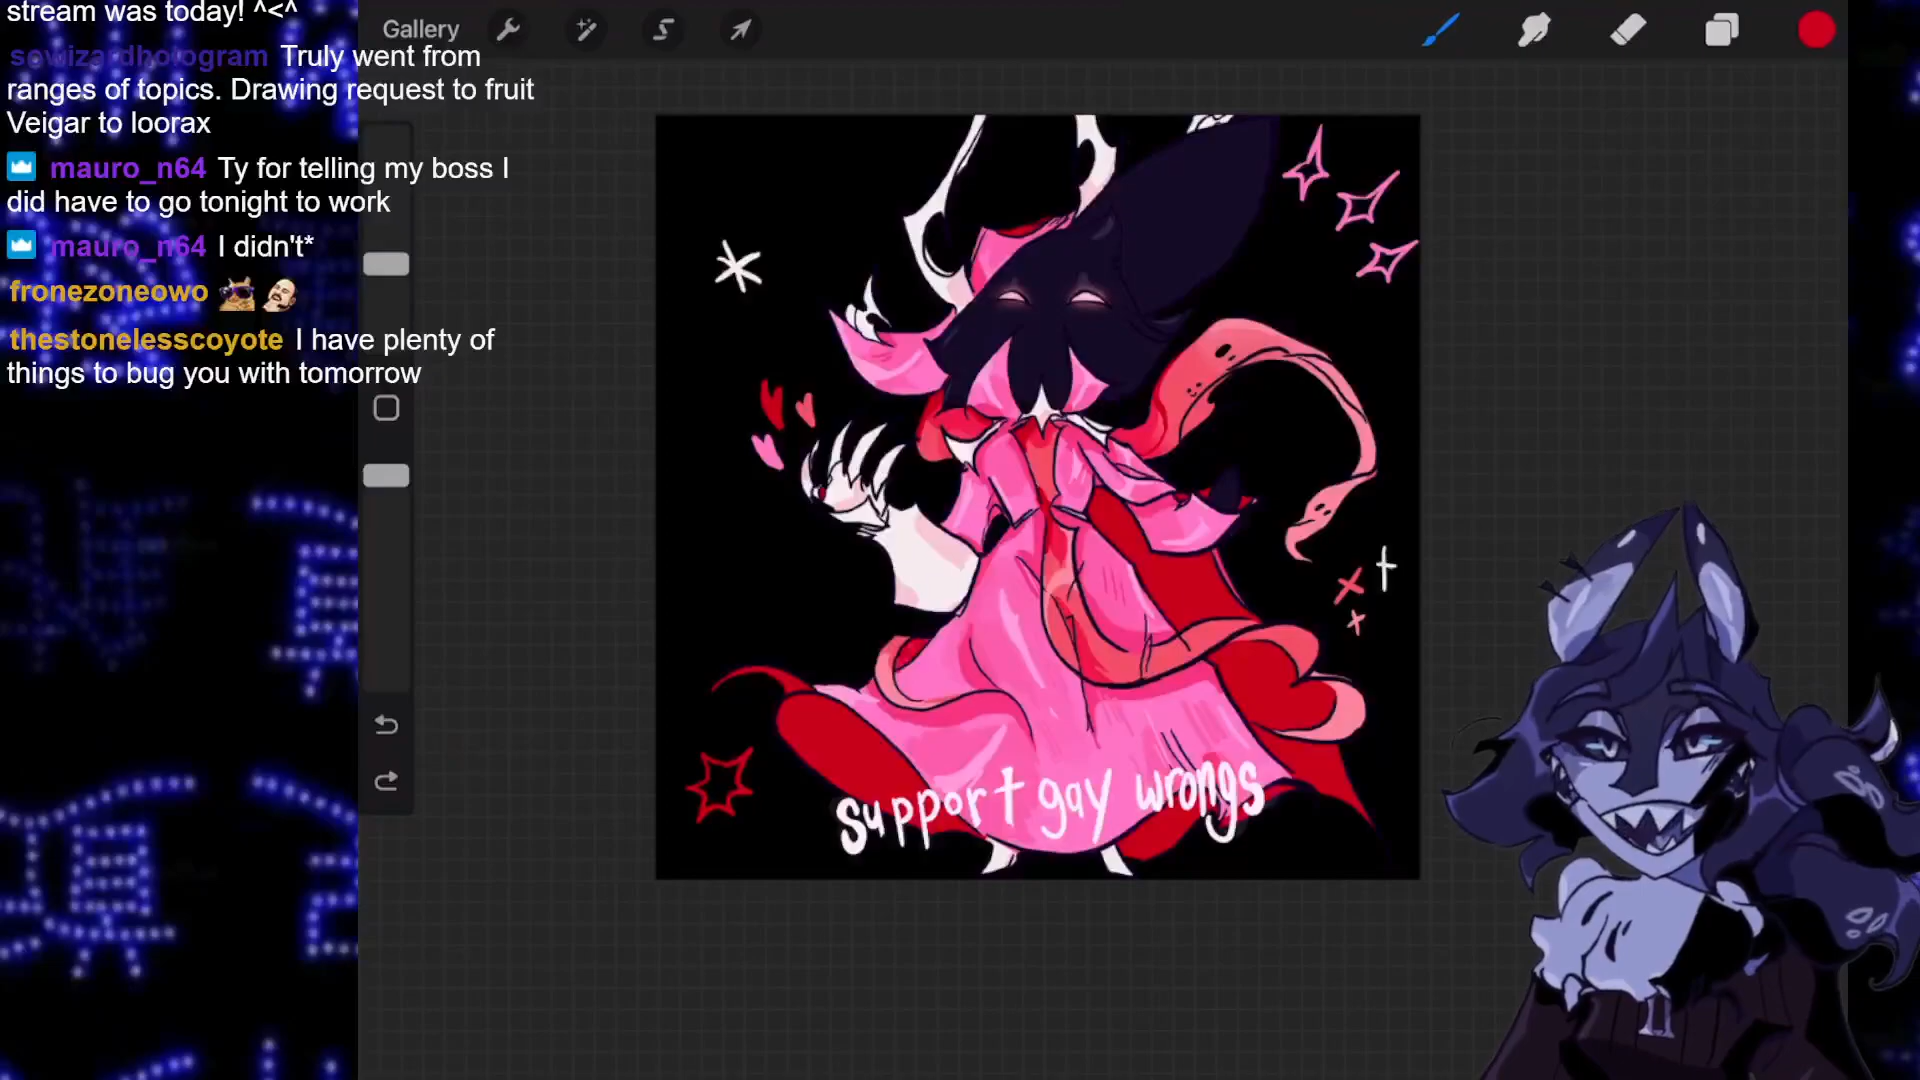 stream was today! ^<^
sowizardhologram Truly went from
ranges of topics. Drawing request to fruit
Veigar to loorax
mauro_n64 Ty for telling my boss I
did have to go tonight to work
mauro_n64 I didn't*
fronezoneowo
thestonelesscoyote I have plenty of
things to bug you with tomorrow
Gallery
support gay wrongs